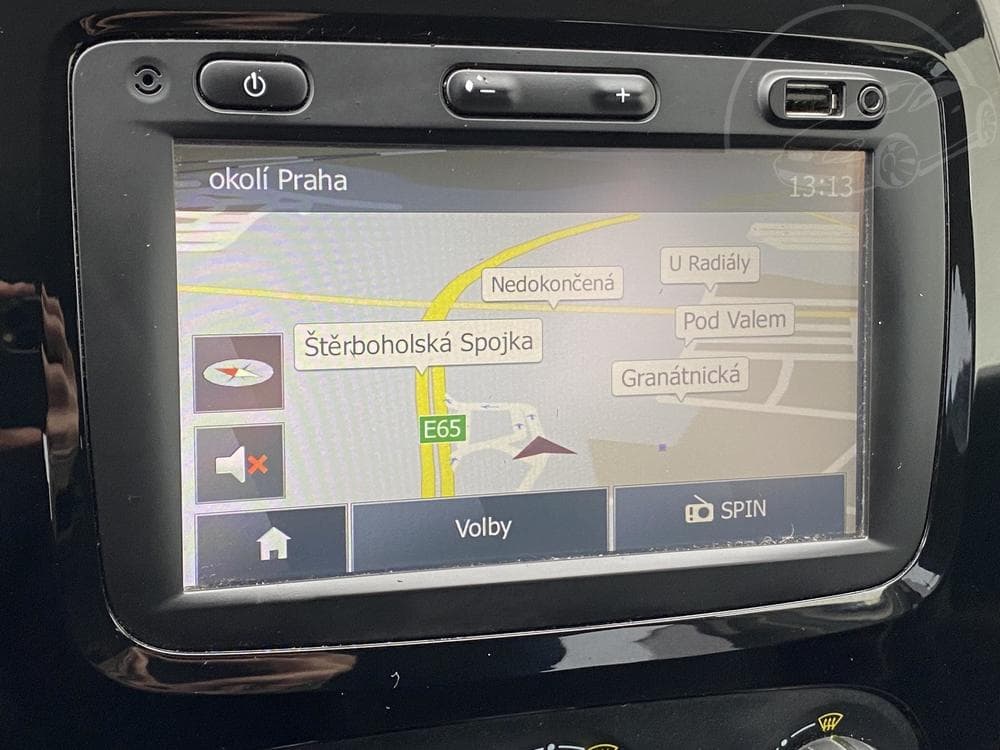 okolí Praha
13:13
U Radiály
Nedokončená
Pod Valem
Štěrboholská Spojka
Granátnická
E65
Volby
SPIN